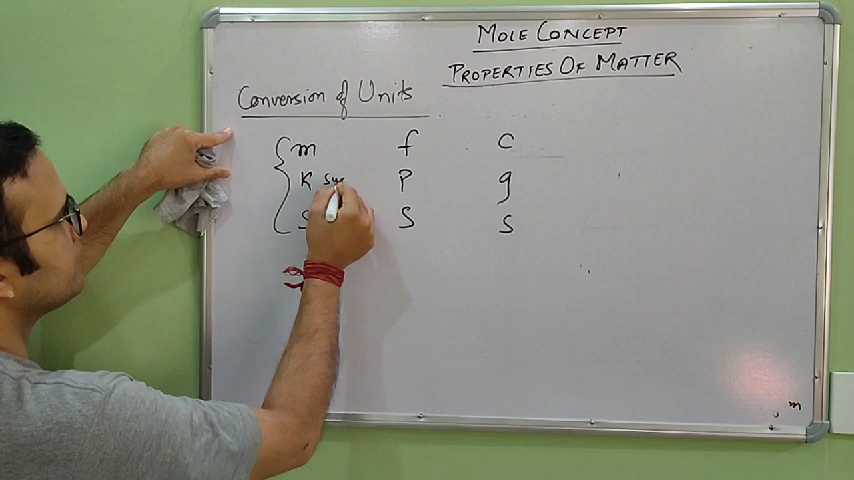 MOLE CONCEPT
PROPERTIES OF MATTER
Conversion of Units
m f c
K P g
S S S
m